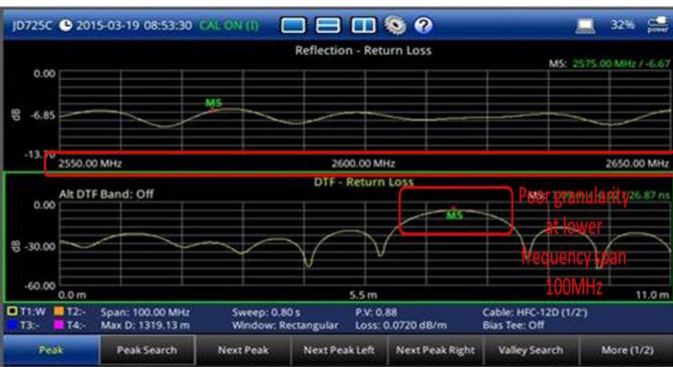 JD725C 2015-03-19 08:53:30 CAL ON (I) 32%
power
Reflection - Return Loss
M5: 2575.00 MHz / -6.67
0.00
M5
dB -6.85
-13.70
2550.00 MHz 2600.00 MHz 2650.00 MHz
DTF - Return Loss
Alt DTF Band: Off
26.87 ns
0.00
M5
dB -30.00
-60.00
0.0 m 5.5 m 11.0 m
Poor granularity
at lower
frequency span
100MHz
T1:W T2:- Span: 100.00 MHz Sweep: 0.80 s P.V: 0.88 Cable: HFC-12D (1/2')
T3:- T4:- Max D: 1319.13 m Window: Rectangular Loss: 0.0720 dB/m Bias Tee: Off
Peak Peak Search Next Peak Next Peak Left Next Peak Right Valley Search More (1/2)